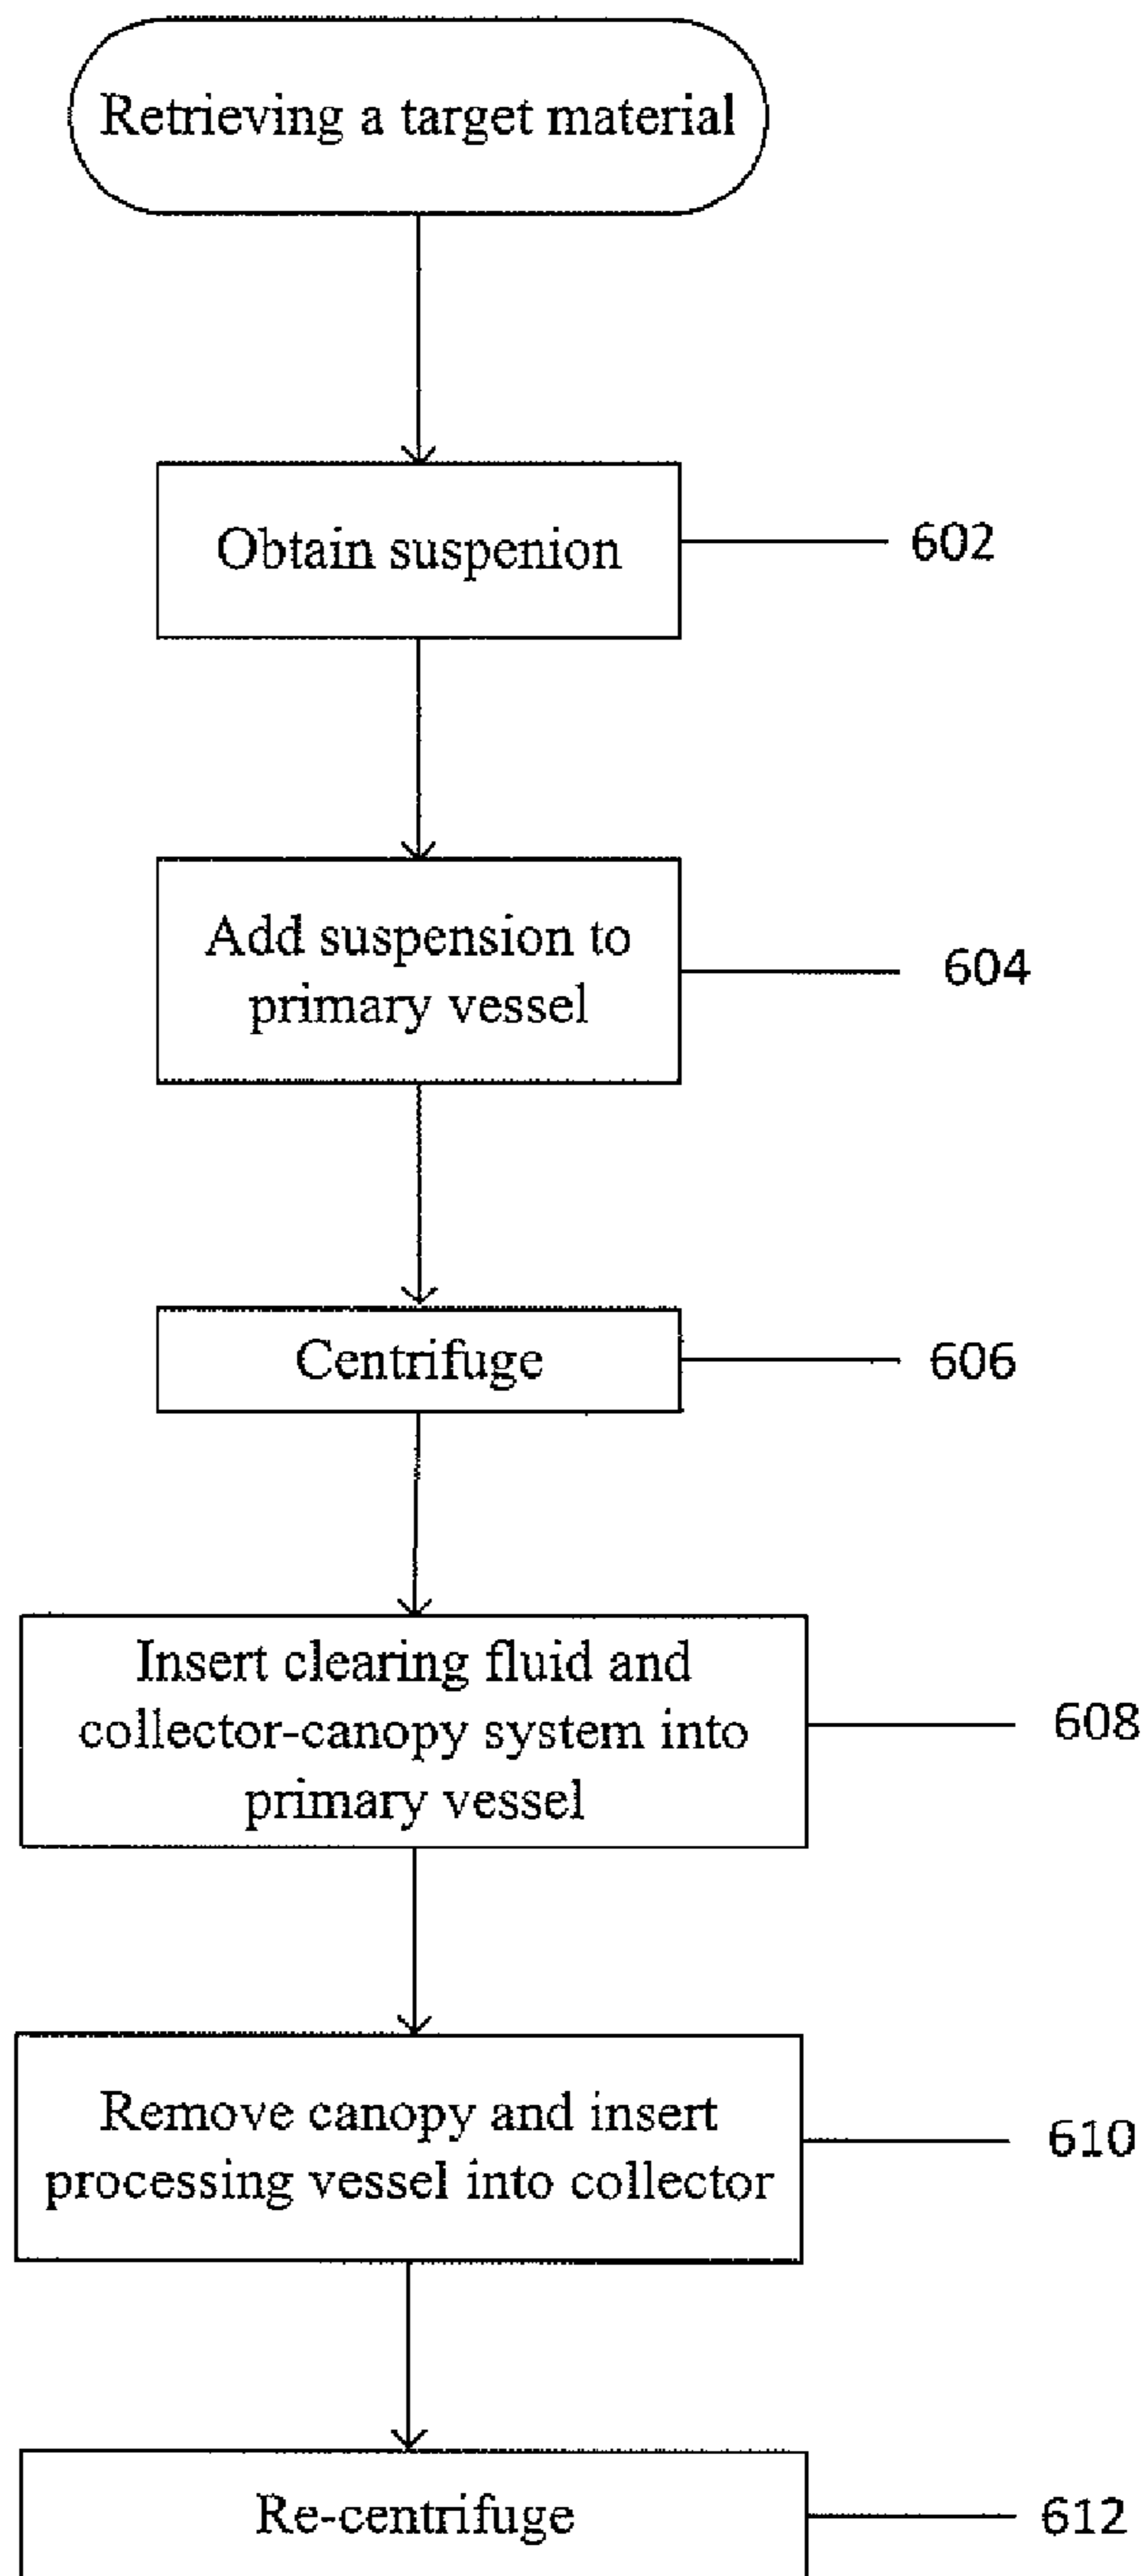 Retrieving a target material
Obtain suspenion
602
Add suspension to
primary vessel
604
Centrifuge
606
Insert clearing fluid and
collector-canopy system into
primary vessel
608
Remove canopy and insert
processing vessel into collector
610
Re-centrifuge
612